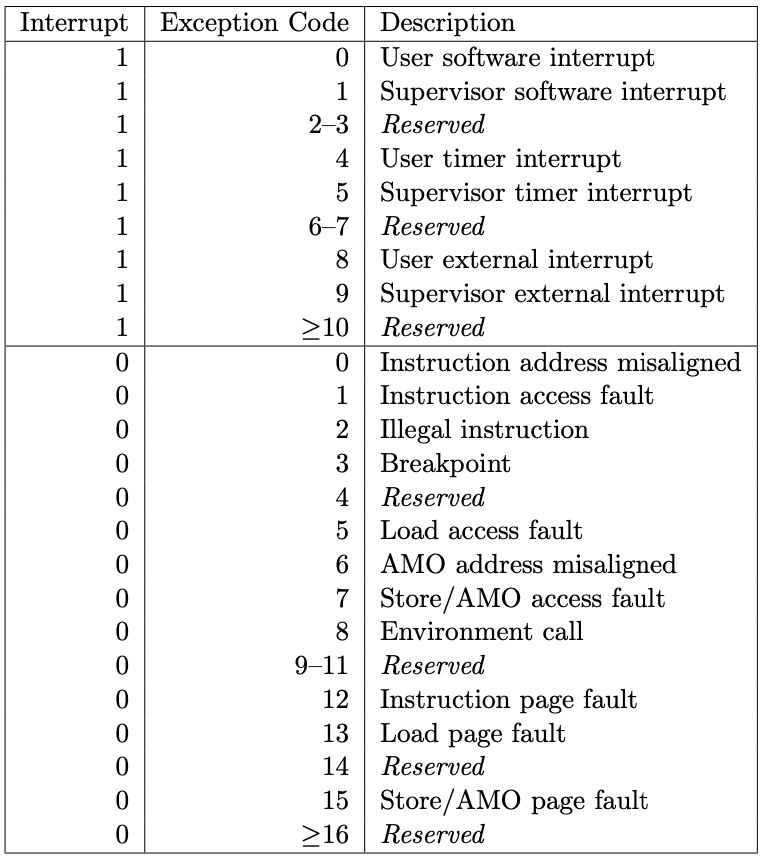 Interrupt Exception Code Description
1 0 User software interrupt
1 1 Supervisor software interrupt
1 2–3 Reserved
1 4 User timer interrupt
1 5 Supervisor timer interrupt
1 6–7 Reserved
1 8 User external interrupt
1 9 Supervisor external interrupt
1 ≥10 Reserved
0 0 Instruction address misaligned
0 1 Instruction access fault
0 2 Illegal instruction
0 3 Breakpoint
0 4 Reserved
0 5 Load access fault
0 6 AMO address misaligned
0 7 Store/AMO access fault
0 8 Environment call
0 9–11 Reserved
0 12 Instruction page fault
0 13 Load page fault
0 14 Reserved
0 15 Store/AMO page fault
0 ≥16 Reserved